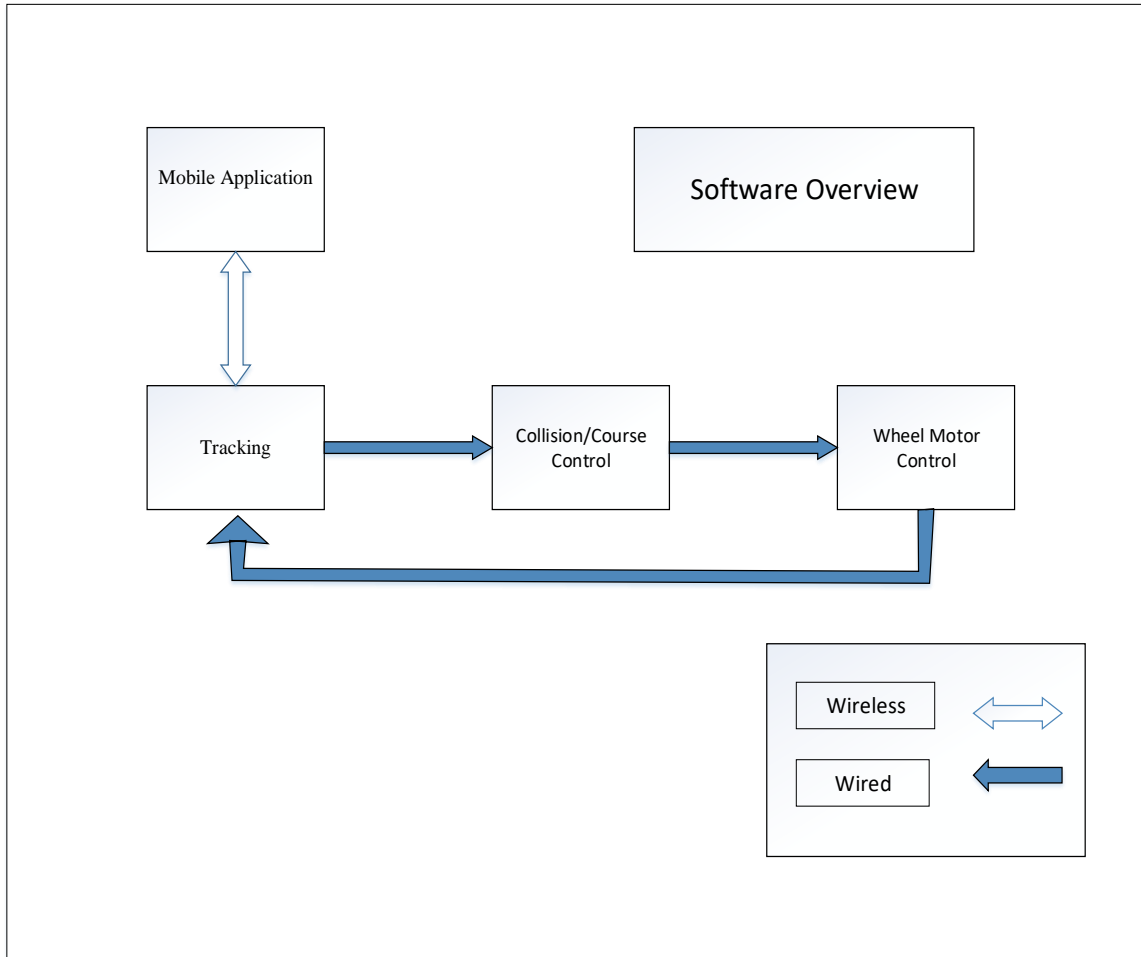 Mobile Application
Software Overview
Tracking
Collision/Course
Control
Wheel Motor
Control
Wireless
Wired